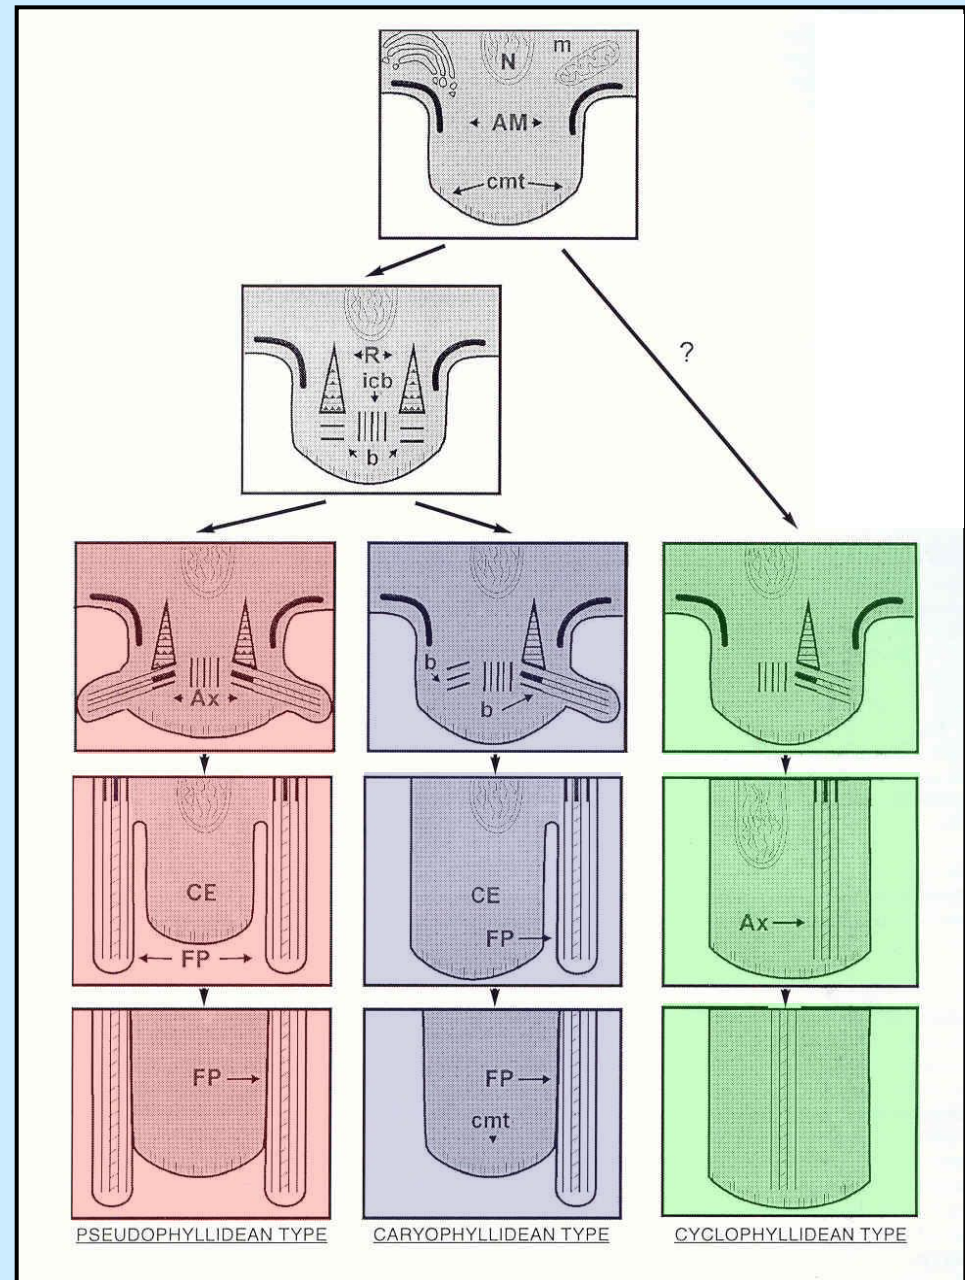 m
N
AM
cmt
?
R
icb
b
Ax
b
b
CE
FP
CE
FP
Ax
FP
FP
cmt
PSEUDOPHYLLIDEAN TYPE
CARYOPHYLLIDEAN TYPE
CYCLOPHYLLIDEAN TYPE